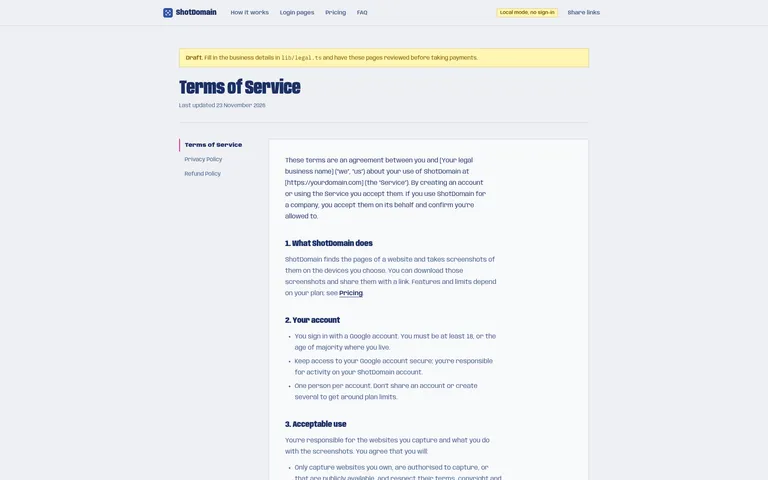 ShotDomain
How it works
Login pages
Pricing
FAQ
Local mode, no sign-in
Share links
Draft. Fill in the business details in lib/legal.ts and have these pages reviewed before taking payments.
Terms of Service
Last updated 23 November 2026
Terms of Service
Privacy Policy
Refund Policy
These terms are an agreement between you and [Your legal
business name] ("we", "us") about your use of ShotDomain at
[https://yourdomain.com] (the "Service"). By creating an account
or using the Service you accept them. If you use ShotDomain for
a company, you accept them on its behalf and confirm you're
allowed to.
1. What ShotDomain does
ShotDomain finds the pages of a website and takes screenshots of
them on the devices you choose. You can download those
screenshots and share them with a link. Features and limits depend
on your plan; see Pricing.
2. Your account
• You sign in with a Google account. You must be at least 18, or the
age of majority where you live.
• Keep access to your Google account secure; you're responsible
for activity on your ShotDomain account.
• One person per account. Don't share an account or create
several to get around plan limits.
3. Acceptable use
You're responsible for the websites you capture and what you do
with the screenshots. You agree that you will:
• Only capture websites you own, are authorised to capture, or
that are publicly available, and respect their terms, copyright and